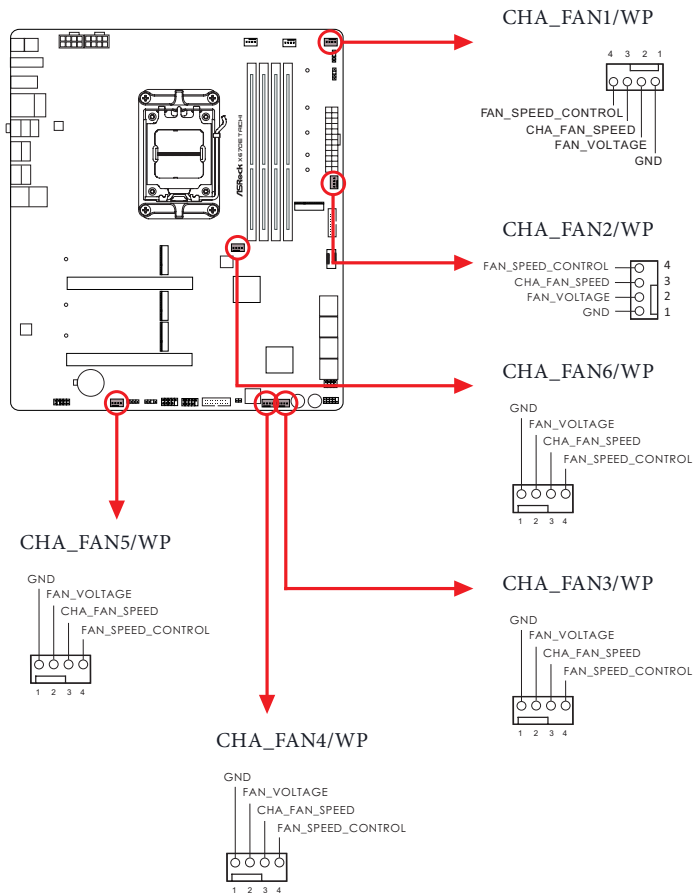 CHA_FAN1/WP
4 3 2 1
FAN_SPEED_CONTROL
CHA_FAN_SPEED
FAN_VOLTAGE
GND
ASRock X670E TAICHI
CHA_FAN2/WP
FAN_SPEED_CONTROL 4
CHA_FAN_SPEED 3
FAN_VOLTAGE 2
GND 1
CHA_FAN6/WP
GND
FAN_VOLTAGE
CHA_FAN_SPEED
FAN_SPEED_CONTROL
1 2 3 4
CHA_FAN5/WP
GND
FAN_VOLTAGE
CHA_FAN_SPEED
FAN_SPEED_CONTROL
1 2 3 4
CHA_FAN3/WP
GND
FAN_VOLTAGE
CHA_FAN_SPEED
FAN_SPEED_CONTROL
1 2 3 4
CHA_FAN4/WP
GND
FAN_VOLTAGE
CHA_FAN_SPEED
FAN_SPEED_CONTROL
1 2 3 4